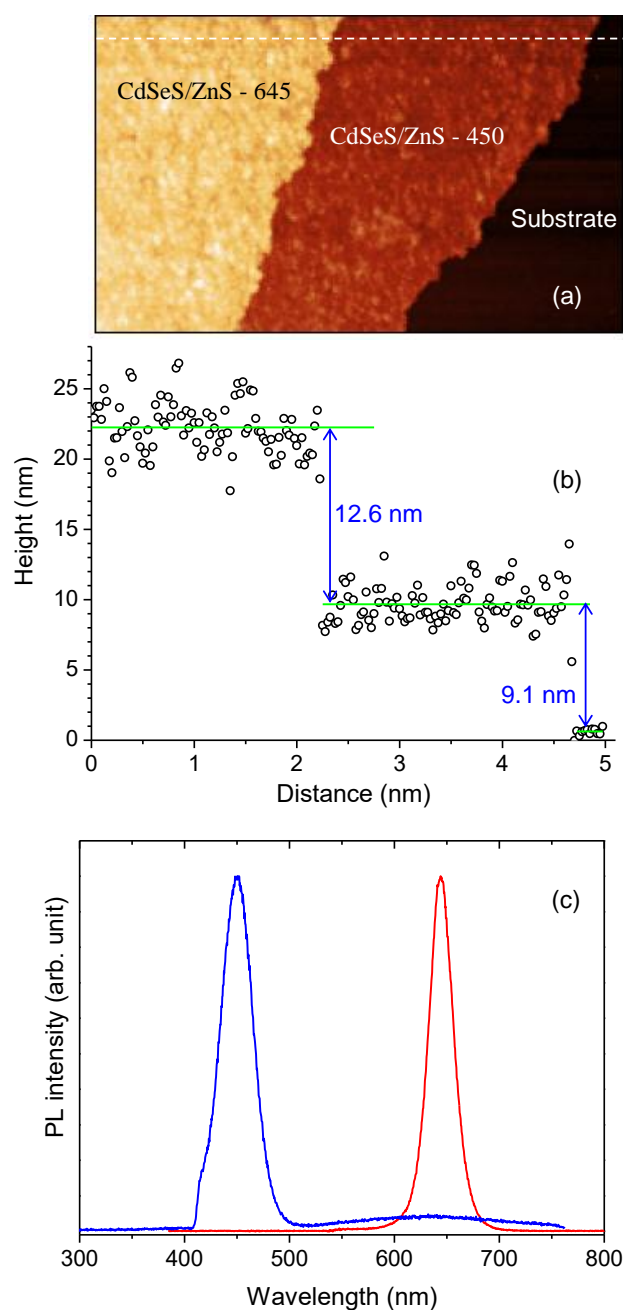 CdSeS/ZnS - 645
CdSeS/ZnS - 450
Substrate
(a)
25
20
15
10
5
0
Height (nm)
(b)
12.6 nm
9.1 nm
0 1 2 3 4 5
Distance (nm)
PL intensity (arb. unit)
(c)
300 400 500 600 700 800
Wavelength (nm)